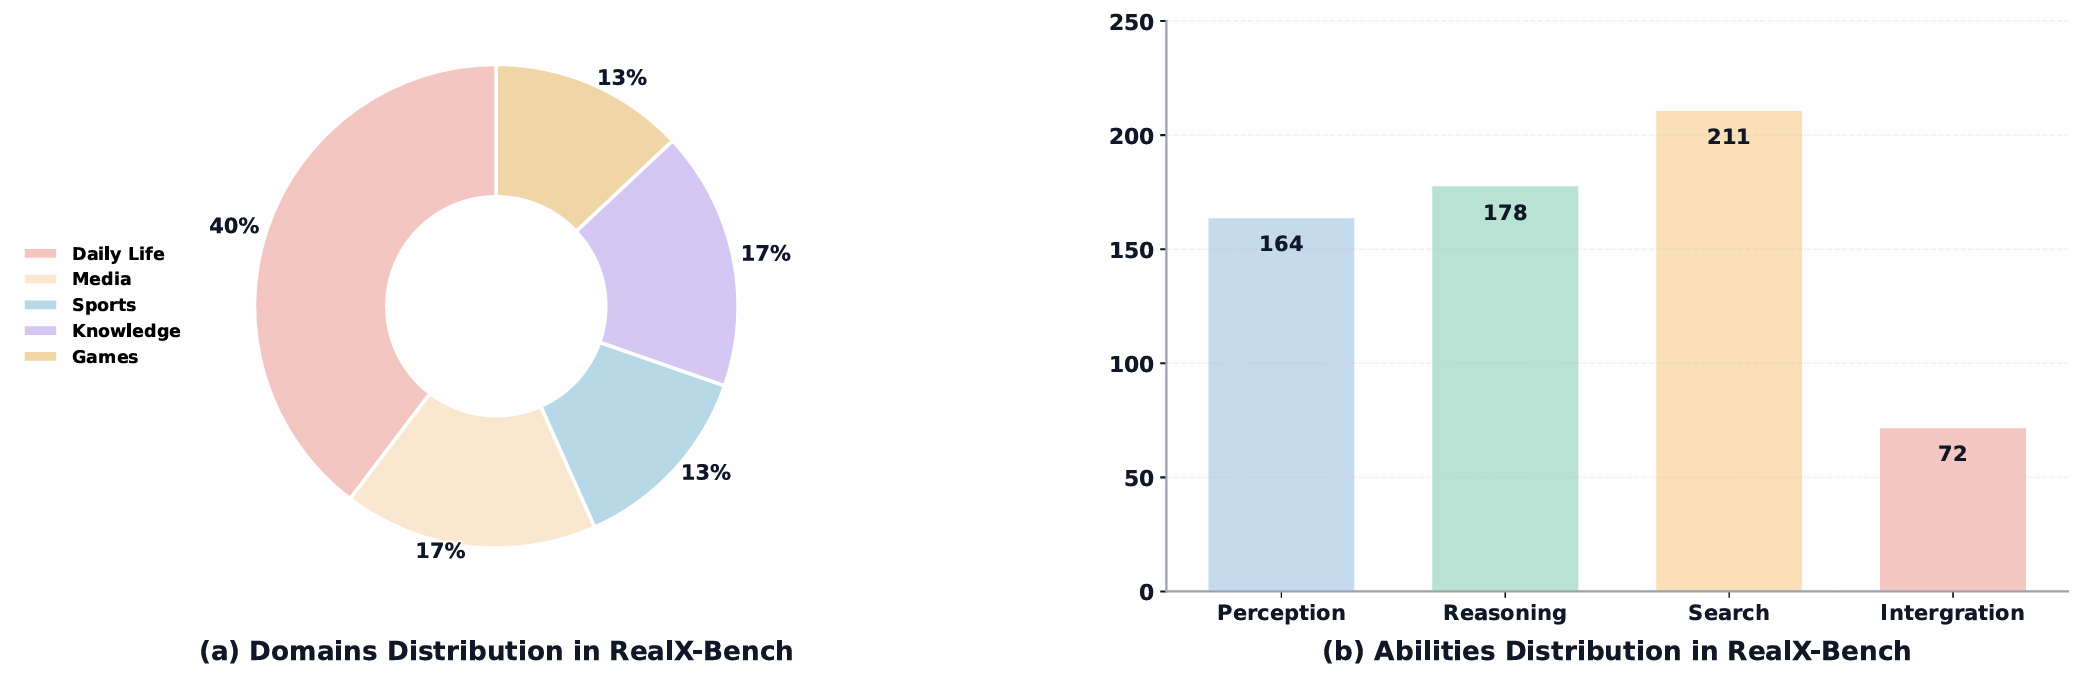 13%
40%
17%
13%
17%
Daily Life
Media
Sports
Knowledge
Games
(a) Domains Distribution in RealX-Bench
250
200
150
100
50
0
164
178
211
72
Perception
Reasoning
Search
Intergration
(b) Abilities Distribution in RealX-Bench